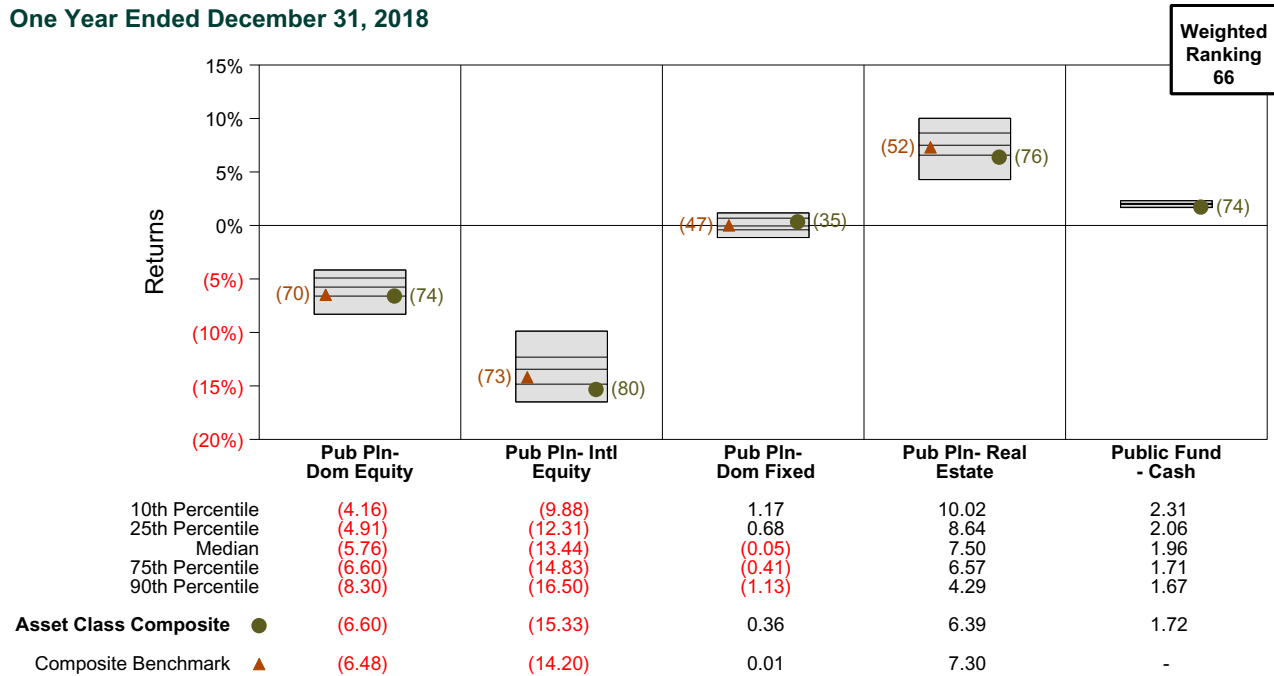 One Year Ended December 31, 2018
Weighted
Ranking
66
Returns
15%
10%
5%
0%
(5%)
(10%)
(15%)
(20%)
(70) (74)
(73) (80)
(47) (35)
(52) (76)
(74)
Pub Pln-
Dom Equity
Pub Pln- Intl
Equity
Pub Pln-
Dom Fixed
Pub Pln- Real
Estate
Public Fund
- Cash
10th Percentile (4.16) (9.88) 1.17 10.02 2.31
25th Percentile (4.91) (12.31) 0.68 8.64 2.06
Median (5.76) (13.44) (0.05) 7.50 1.96
75th Percentile (6.60) (14.83) (0.41) 6.57 1.71
90th Percentile (8.30) (16.50) (1.13) 4.29 1.67
Asset Class Composite (6.60) (15.33) 0.36 6.39 1.72
Composite Benchmark (6.48) (14.20) 0.01 7.30 -